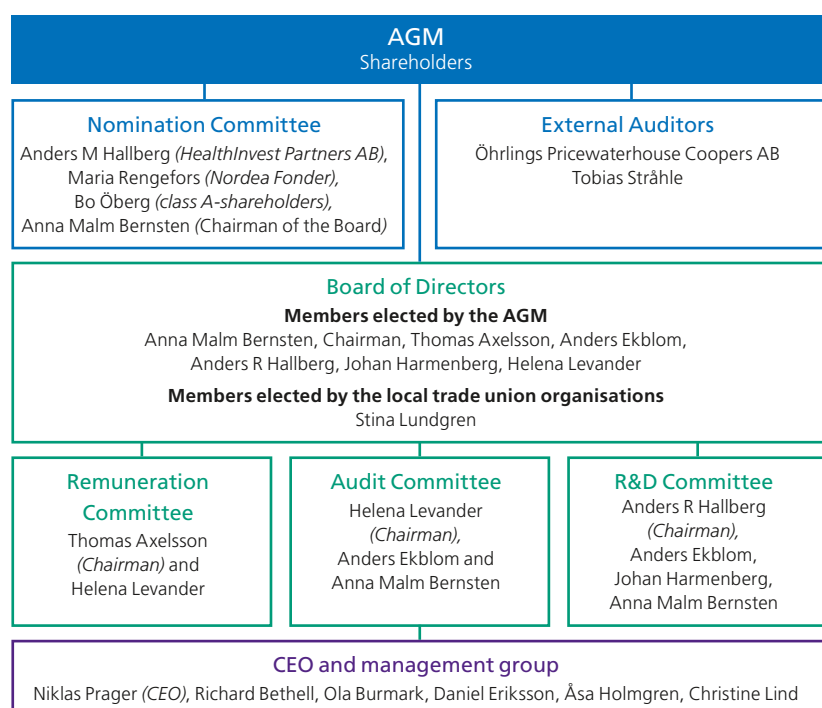 AGM
Shareholders
Nomination Committee
Anders M Hallberg (HealthInvest Partners AB),
Maria Rengefors (Nordea Fonder),
Bo Öberg (class A-shareholders),
Anna Malm Bernsten (Chairman of the Board)
External Auditors
Öhrlings Pricewaterhouse Coopers AB
Tobias Stråhle
Board of Directors
Members elected by the AGM
Anna Malm Bernsten, Chairman, Thomas Axelsson, Anders Ekblom,
Anders R Hallberg, Johan Harmenberg, Helena Levander
Members elected by the local trade union organisations
Stina Lundgren
Remuneration
Committee
Thomas Axelsson
(Chairman) and
Helena Levander
Audit Committee
Helena Levander
(Chairman),
Anders Ekblom and
Anna Malm Bernsten
R&D Committee
Anders R Hallberg
(Chairman),
Anders Ekblom,
Johan Harmenberg,
Anna Malm Bernsten
CEO and management group
Niklas Prager (CEO), Richard Bethell, Ola Burmark, Daniel Eriksson, Åsa Holmgren, Christine Lind